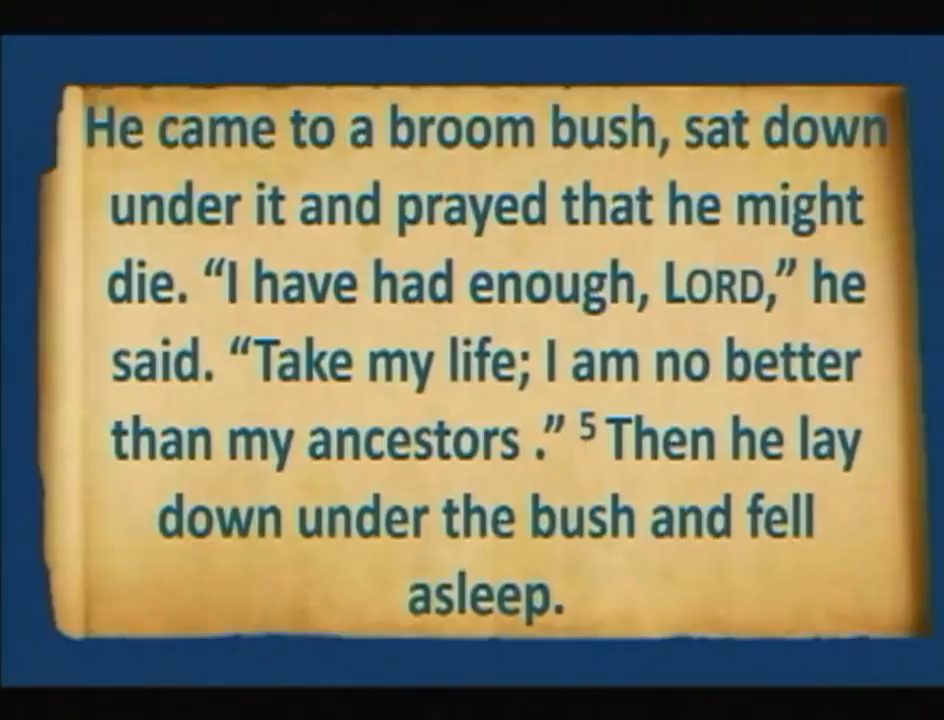 He came to a broom bush, sat down
under it and prayed that he might
die. “I have had enough, LORD,” he
said. “Take my life; I am no better
than my ancestors .” 5 Then he lay
down under the bush and fell
asleep.